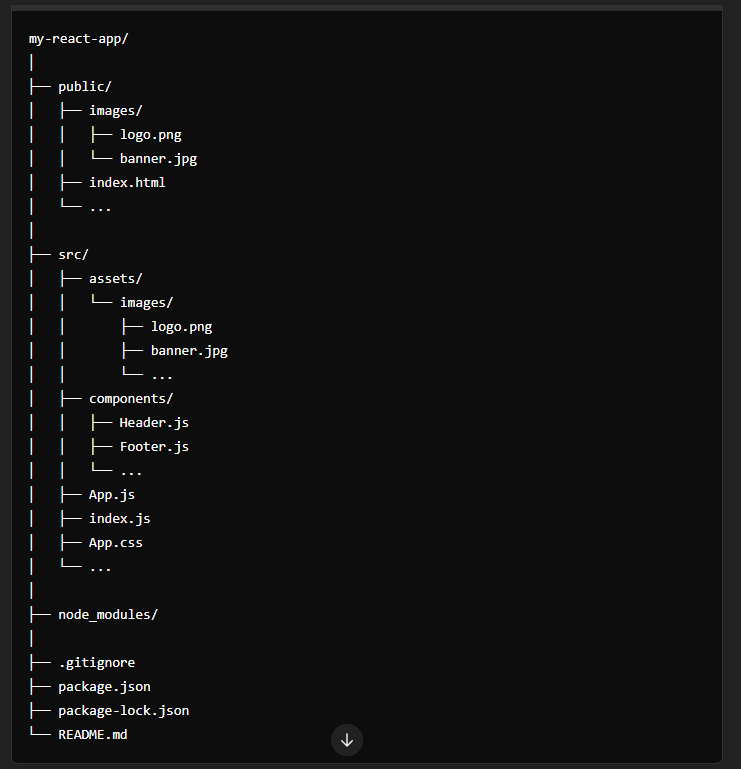 my-react-app/
│
├── public/
│   ├── images/
│   │   ├── logo.png
│   │   └── banner.jpg
│   ├── index.html
│   └── ...
│
├── src/
│   ├── assets/
│   │   └── images/
│   │       ├── logo.png
│   │       ├── banner.jpg
│   │       └── ...
│   ├── components/
│   │   ├── Header.js
│   │   ├── Footer.js
│   │   └── ...
│   ├── App.js
│   ├── index.js
│   ├── App.css
│   └── ...
│
├── node_modules/
│
├── .gitignore
├── package.json
├── package-lock.json
└── README.md